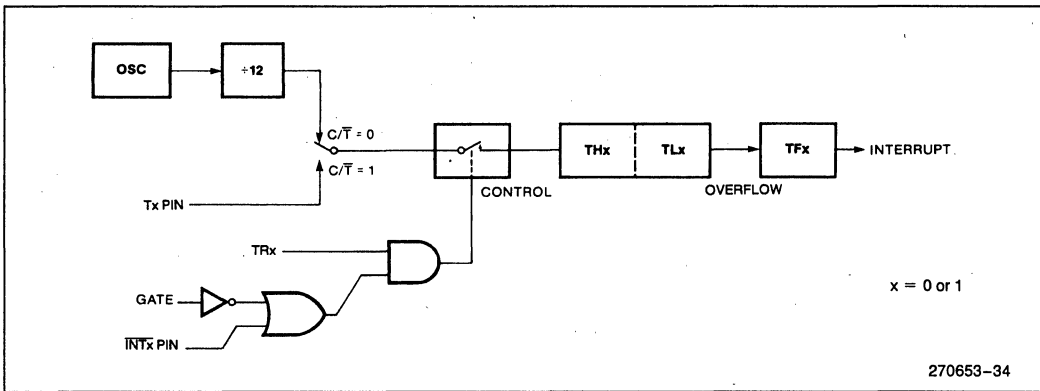 OSC
÷12
C/T̅ = 0
C/T̅ = 1
Tx PIN
CONTROL
THx
TLx
OVERFLOW
TFx
INTERRUPT
TRx
GATE
I̅N̅T̅x̅ PIN
x = 0 or 1
270653–34